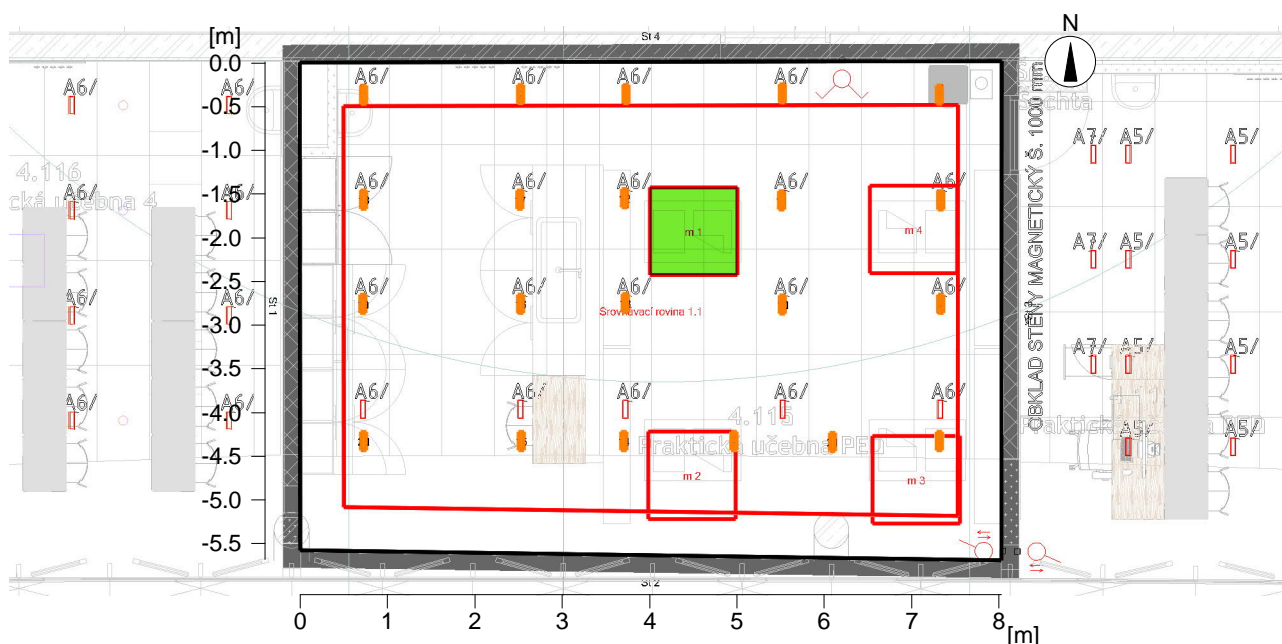 St 4
N
[m]
0.0
-0.5
-1.0
-1.5
-2.0
-2.5
-3.0
-3.5
-4.0
-4.5
-5.0
-5.5
A6/ A6/ A6/ A6/ A6/ A6/ A6/
Šachta
OBKLAD STĚNY MAGNETICKÝ Š. 1000 mm
A7/ A5/ A5/
4.116
cká učebna 4
A6/ A6/ A6/ A6/ A6/ A6/ A6/
m 1
m 4
A7/ A5/ A5/
A6/ A6/ A6/ A6/ A6/ A6/ A6/
Srovnávací rovina 1.1
St 1
A7/ A5/ A5/
A6/ A6/ A6/ A6/ A6/ A6/ A6/
4.115
Praktická učebna PED
A5/
m 2
m 3
St 2
0 1 2 3 4 5 6 7 8 [m]